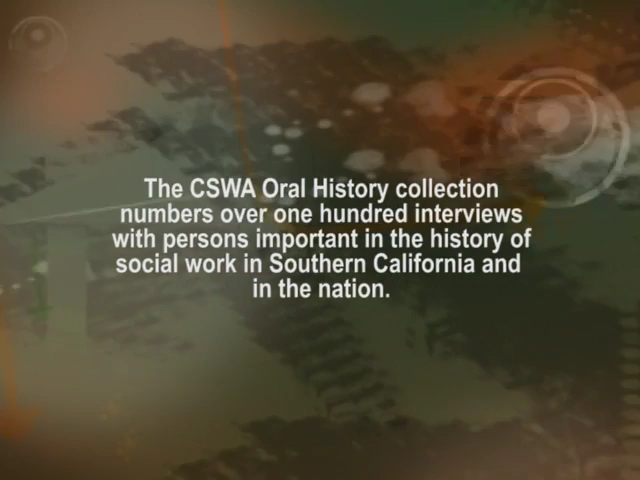 The CSWA Oral History collection
numbers over one hundred interviews
with persons important in the history of
social work in Southern California and
in the nation.